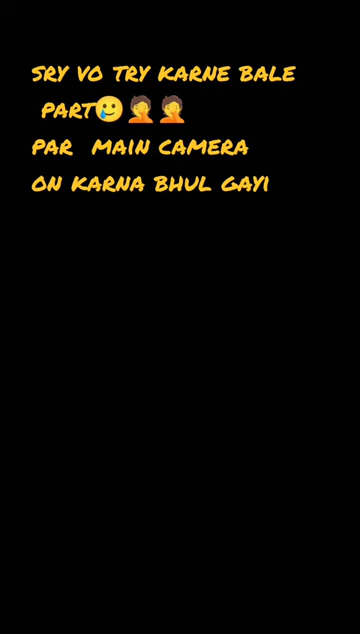 SRY VO TRY KARNE BALE
PART🥲🤦🤦
PAR MAIN CAMERA
ON KARNA BHUL GAYI